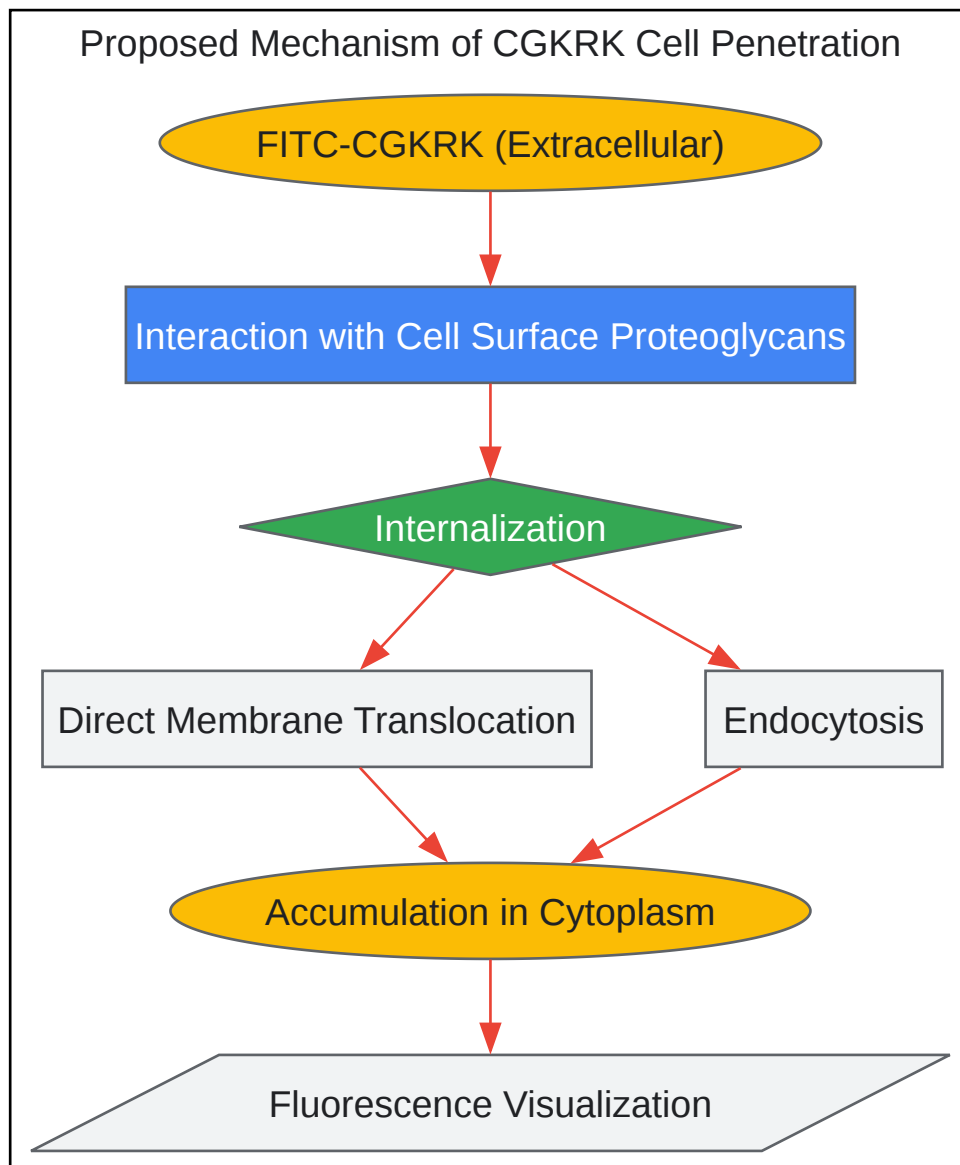 Proposed Mechanism of CGKRK Cell Penetration
FITC-CGKRK (Extracellular)
Interaction with Cell Surface Proteoglycans
Internalization
Direct Membrane Translocation
Endocytosis
Accumulation in Cytoplasm
Fluorescence Visualization